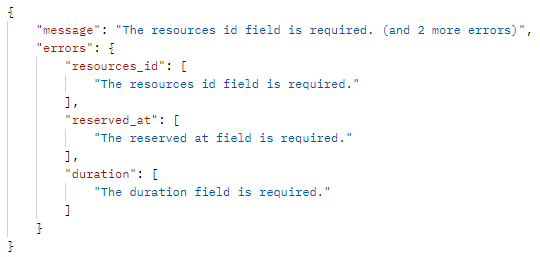 {
"message": "The resources id field is required. (and 2 more errors)",
"errors": {
"resources_id": [
"The resources id field is required."
],
"reserved_at": [
"The reserved at field is required."
],
"duration": [
"The duration field is required."
]
}
}